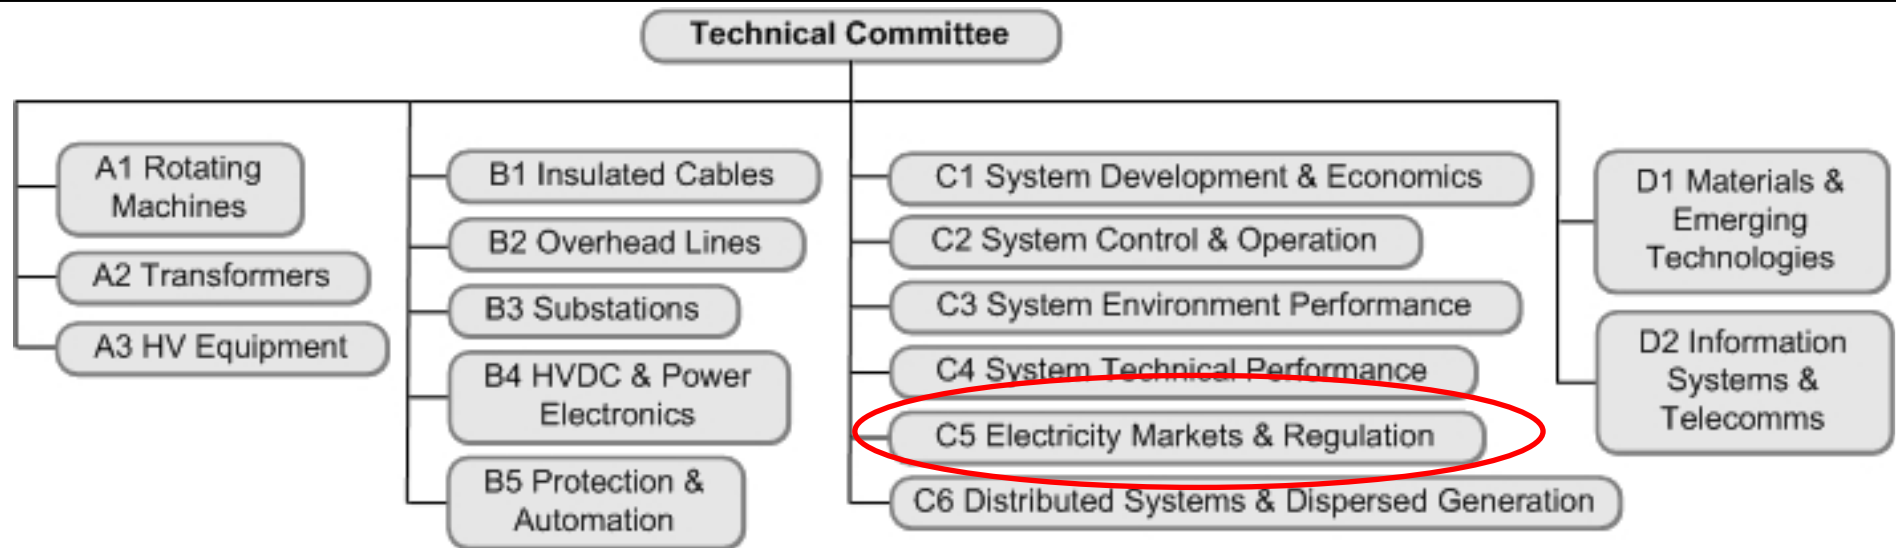 Technical Committee
A1 Rotating
Machines
A2 Transformers
A3 HV Equipment
B1 Insulated Cables
B2 Overhead Lines
B3 Substations
B4 HVDC & Power
Electronics
B5 Protection &
Automation
C1 System Development & Economics
C2 System Control & Operation
C3 System Environment Performance
C4 System Technical Performance
C5 Electricity Markets & Regulation
C6 Distributed Systems & Dispersed Generation
D1 Materials &
Emerging
Technologies
D2 Information
Systems &
Telecomms